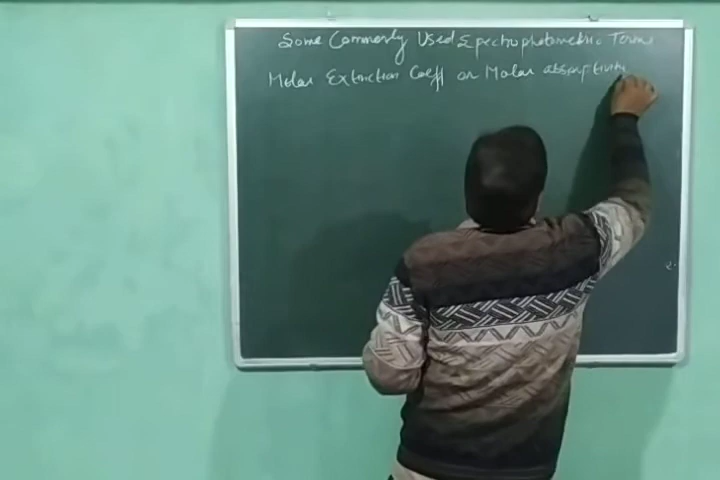 Some Commonly Used Spectrophotometric Terms
Molar Extinction Coeff or Molar absorptivity